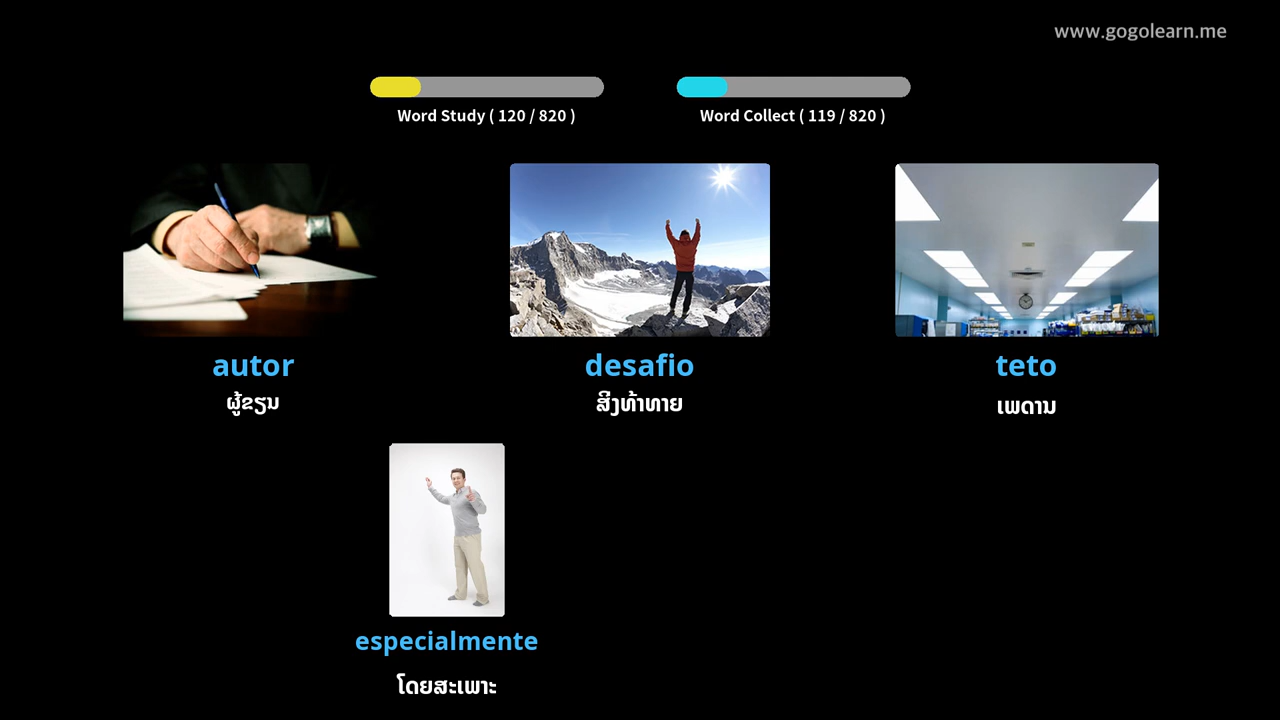 www.gogolearn.me
Word Study ( 120 / 820 )
Word Collect ( 119 / 820 )
autor
ຜູ້ຂຽນ
desafio
ສິ່ງທ້າທາຍ
teto
ເພດານ
especialmente
ໂດຍສະເພາະ